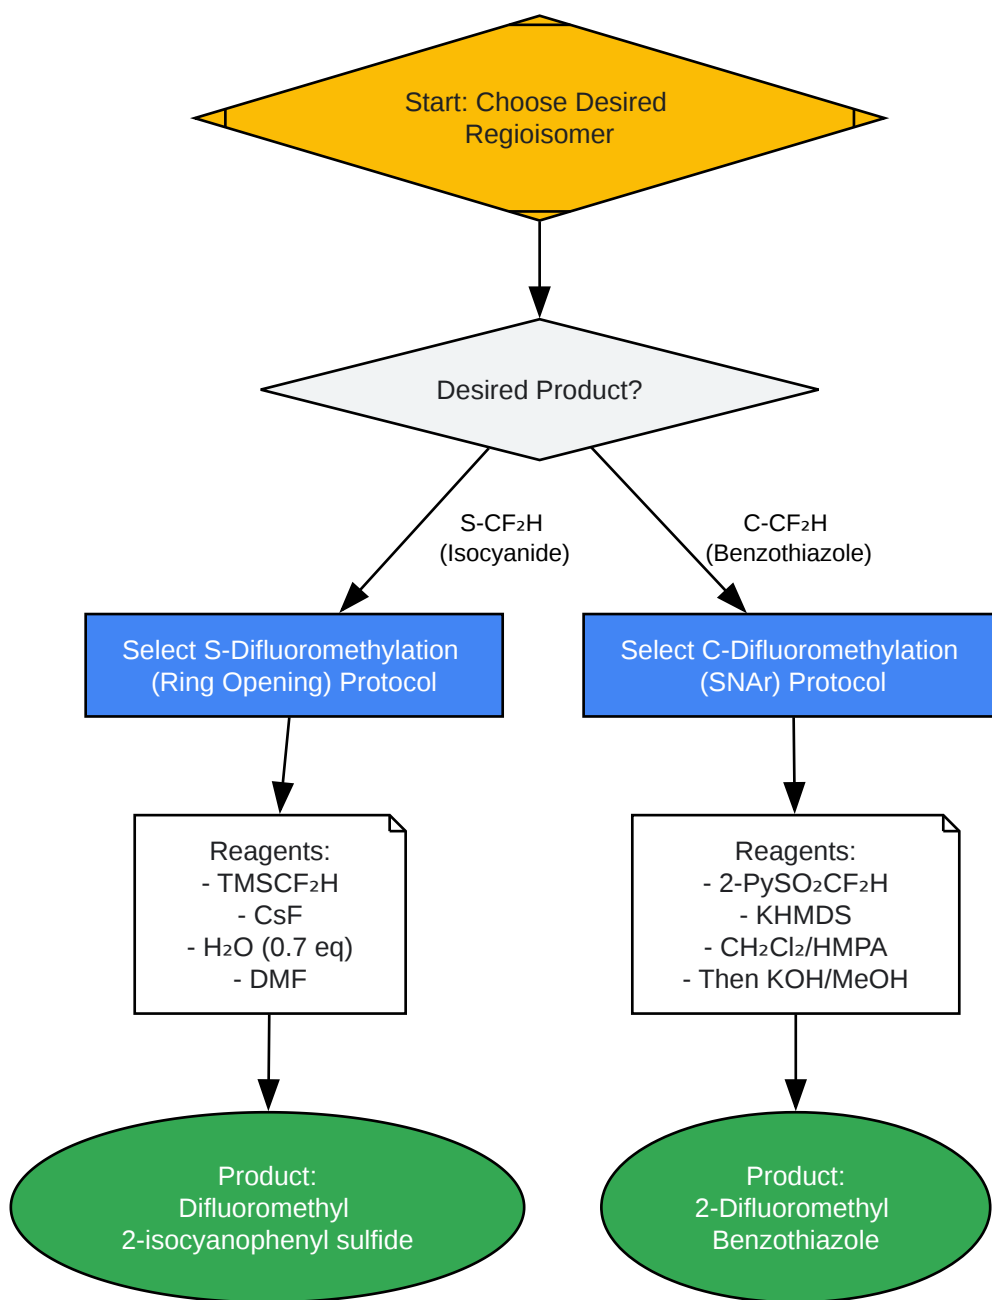 Start: Choose Desired
Regioisomer
Desired Product?
S-CF₂H
(Isocyanide)
C-CF₂H
(Benzothiazole)
Select S-Difluoromethylation
(Ring Opening) Protocol
Select C-Difluoromethylation
(SNAr) Protocol
Reagents:
- TMSCF₂H
- CsF
- H₂O (0.7 eq)
- DMF
Reagents:
- 2-PySO₂CF₂H
- KHMDS
- CH₂Cl₂/HMPA
- Then KOH/MeOH
Product:
Difluoromethyl
2-isocyanophenyl sulfide
Product:
2-Difluoromethyl
Benzothiazole